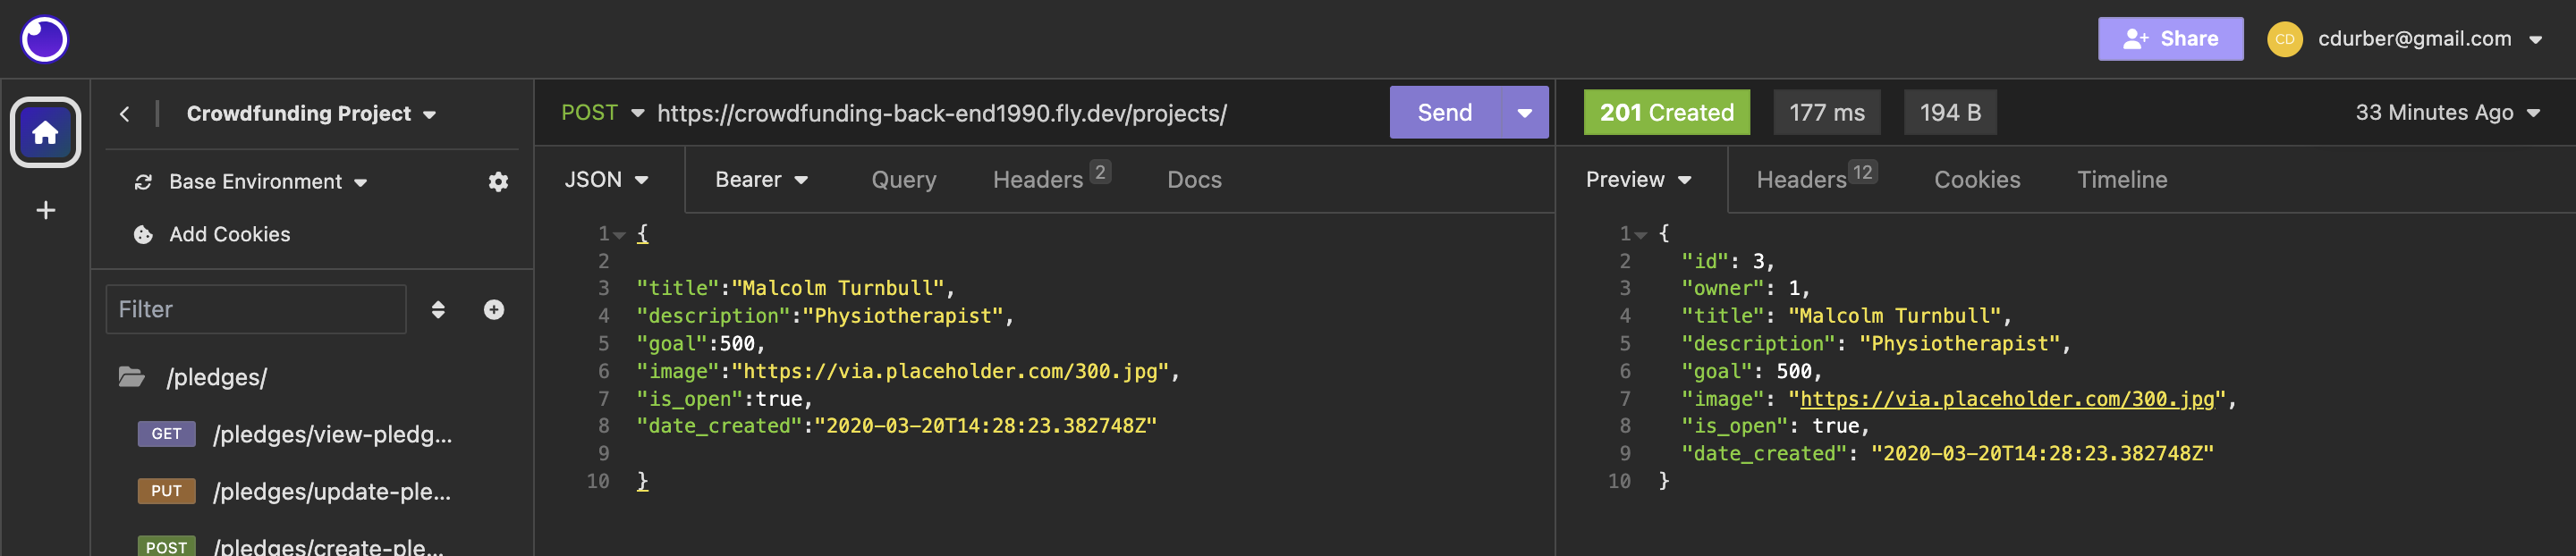 Share
CD
cdurber@gmail.com
Crowdfunding Project
Base Environment
Add Cookies
Filter
/pledges/
GET /pledges/view-pledg...
PUT /pledges/update-ple...
POST /pledges/create-ple...
POST https://crowdfunding-back-end1990.fly.dev/projects/
Send
JSON Bearer Query Headers 2 Docs
1 {
2
3 "title":"Malcolm Turnbull",
4 "description":"Physiotherapist",
5 "goal":500,
6 "image":"https://via.placeholder.com/300.jpg",
7 "is_open":true,
8 "date_created":"2020-03-20T14:28:23.382748Z"
9
10 }
201 Created 177 ms 194 B 33 Minutes Ago
Preview Headers 12 Cookies Timeline
1 {
2 "id": 3,
3 "owner": 1,
4 "title": "Malcolm Turnbull",
5 "description": "Physiotherapist",
6 "goal": 500,
7 "image": "https://via.placeholder.com/300.jpg",
8 "is_open": true,
9 "date_created": "2020-03-20T14:28:23.382748Z"
10 }